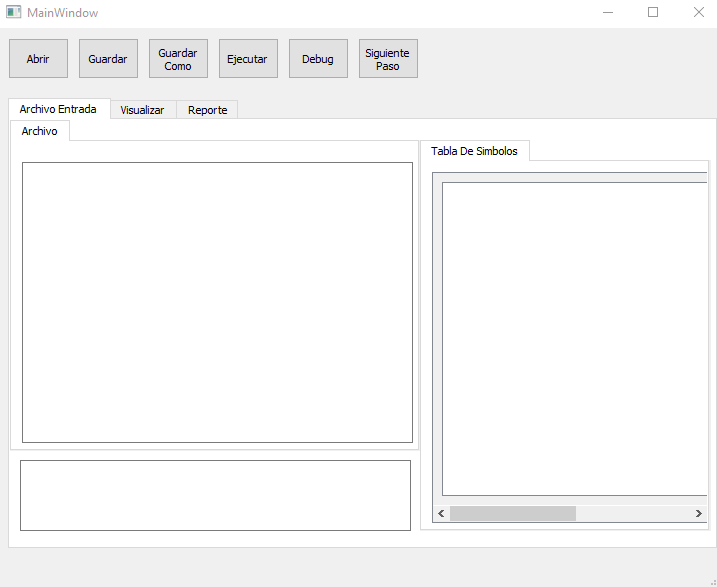 MainWindow
Abrir
Guardar
Guardar
Como
Ejecutar
Debug
Siguiente
Paso
Archivo Entrada
Visualizar
Reporte
Archivo
Tabla De Simbolos